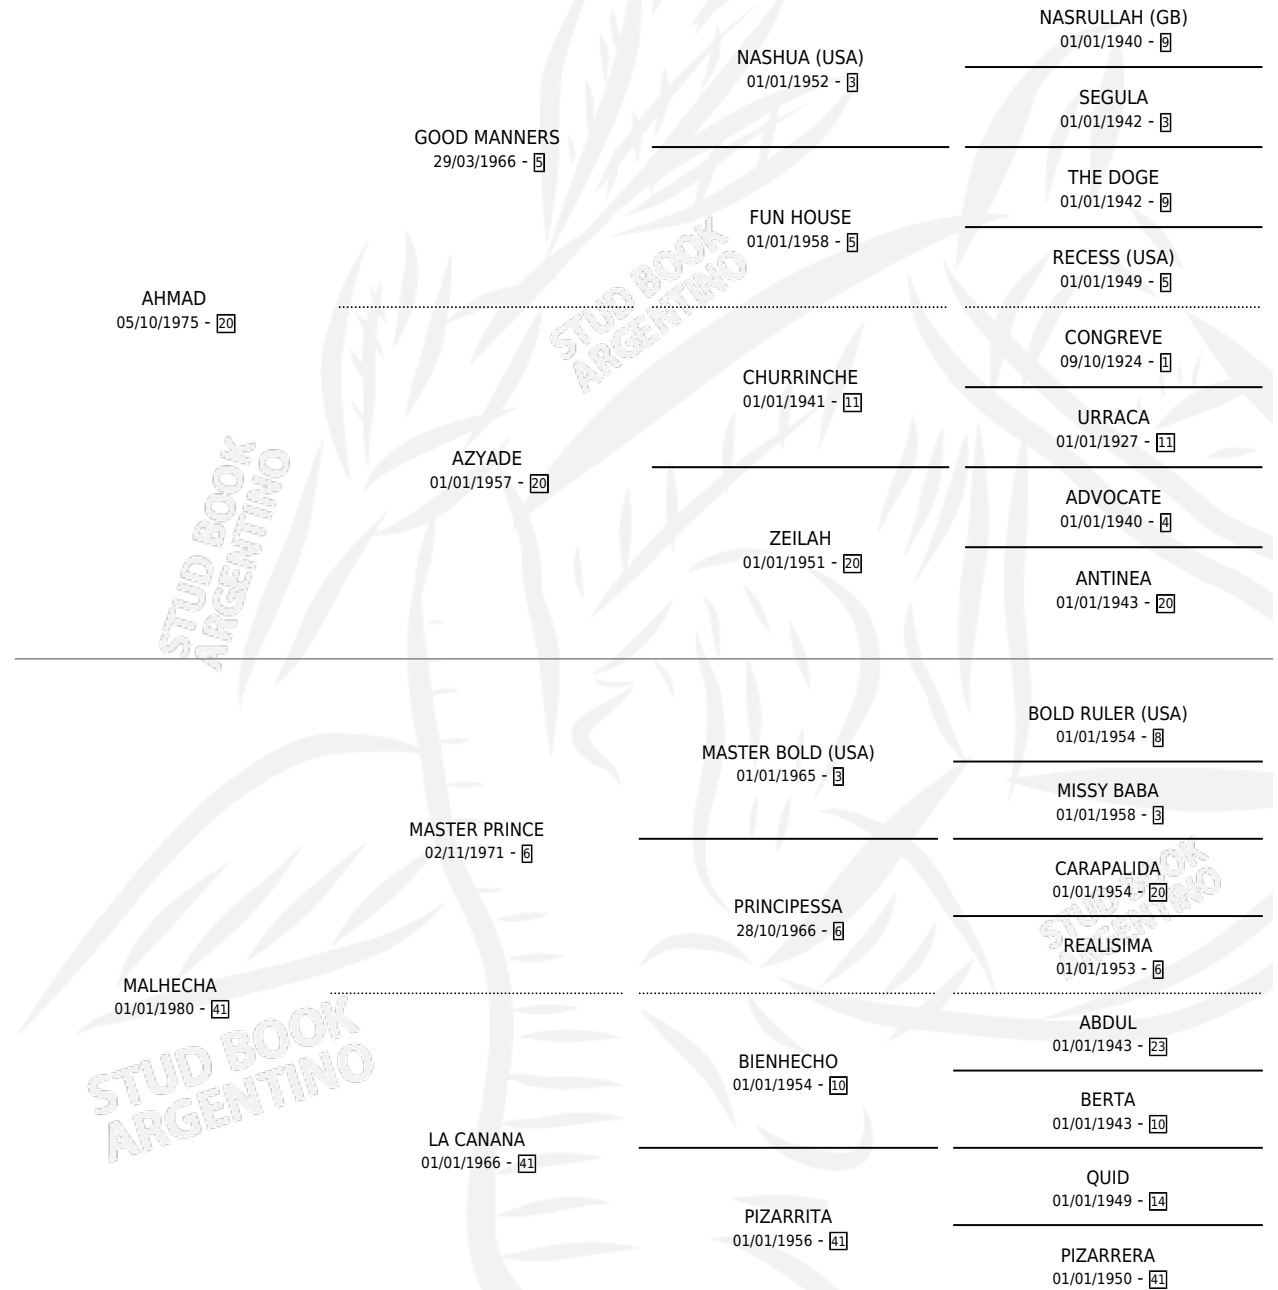 NASRULLAH (GB)
01/01/1940 - 9
NASHUA (USA)
01/01/1952 - 3
SEGULA
01/01/1942 - 3
GOOD MANNERS
29/03/1966 - 5
THE DOGE
01/01/1942 - 9
FUN HOUSE
01/01/1958 - 5
RECESS (USA)
01/01/1949 - 5
AHMAD
05/10/1975 - 20
CONGREVE
09/10/1924 - 1
CHURRINCHE
01/01/1941 - 11
URRACA
01/01/1927 - 11
AZYADE
01/01/1957 - 20
ADVOCATE
01/01/1940 - 4
ZEILAH
01/01/1951 - 20
ANTINEA
01/01/1943 - 20
STUD BOOK
ARGENTINO
STUD BOOK
ARGENTINO
BOLD RULER (USA)
01/01/1954 - 8
MASTER BOLD (USA)
01/01/1965 - 3
MISSY BABA
01/01/1958 - 3
MASTER PRINCE
02/11/1971 - 6
CARAPALIDA
01/01/1954 - 20
PRINCIPESSA
28/10/1966 - 6
REALISIMA
01/01/1953 - 6
STUD BOOK
ARGENTINO
MALHECHA
01/01/1980 - 41
ABDUL
01/01/1943 - 23
BIENHECHO
01/01/1954 - 10
BERTA
01/01/1943 - 10
STUD BOOK
ARGENTINO
LA CANANA
01/01/1966 - 41
QUID
01/01/1949 - 14
PIZARRITA
01/01/1956 - 41
PIZARRERA
01/01/1950 - 41